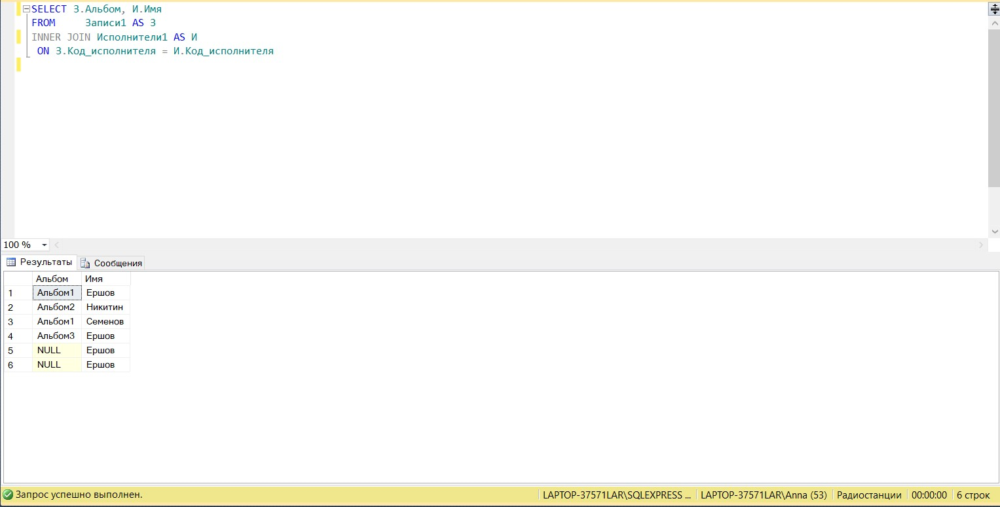 SELECT З.Альбом, И.Имя
FROM Записи1 AS З
INNER JOIN Исполнители1 AS И
ON З.Код_исполнителя = И.Код_исполнителя
100 %
Результаты Сообщения
Альбом Имя
1 Альбом1 Ершов
2 Альбом2 Никитин
3 Альбом1 Семенов
4 Альбом3 Ершов
5 NULL Ершов
6 NULL Ершов
Запрос успешно выполнен. LAPTOP-37571LAR\SQLEXPRESS ... LAPTOP-37571LAR\Anna (53) Радиостанции 00:00:00 6 строк